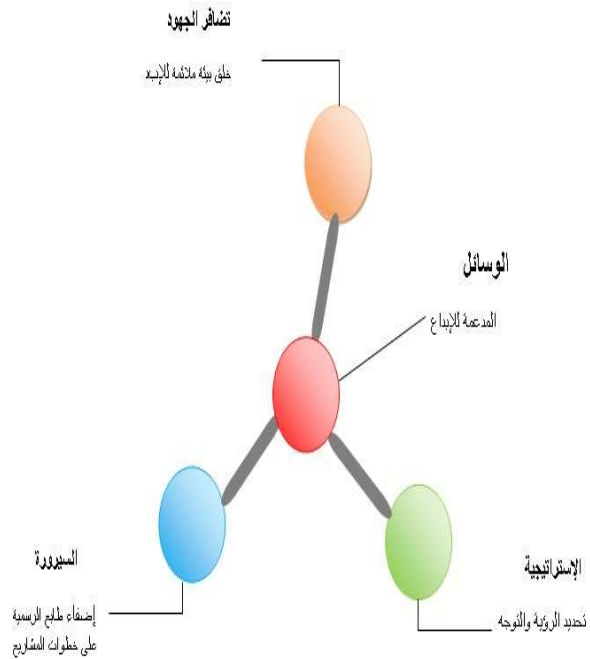 تضافر الجهود
خلق بيئة ملائمة للإبد
الوسائل
المدعمة للإبداع
السيرورة
إضفاء طابع الرسمية
على خطوات المشاريع
الإستراتيجية
تحديد الرؤية والتوجه